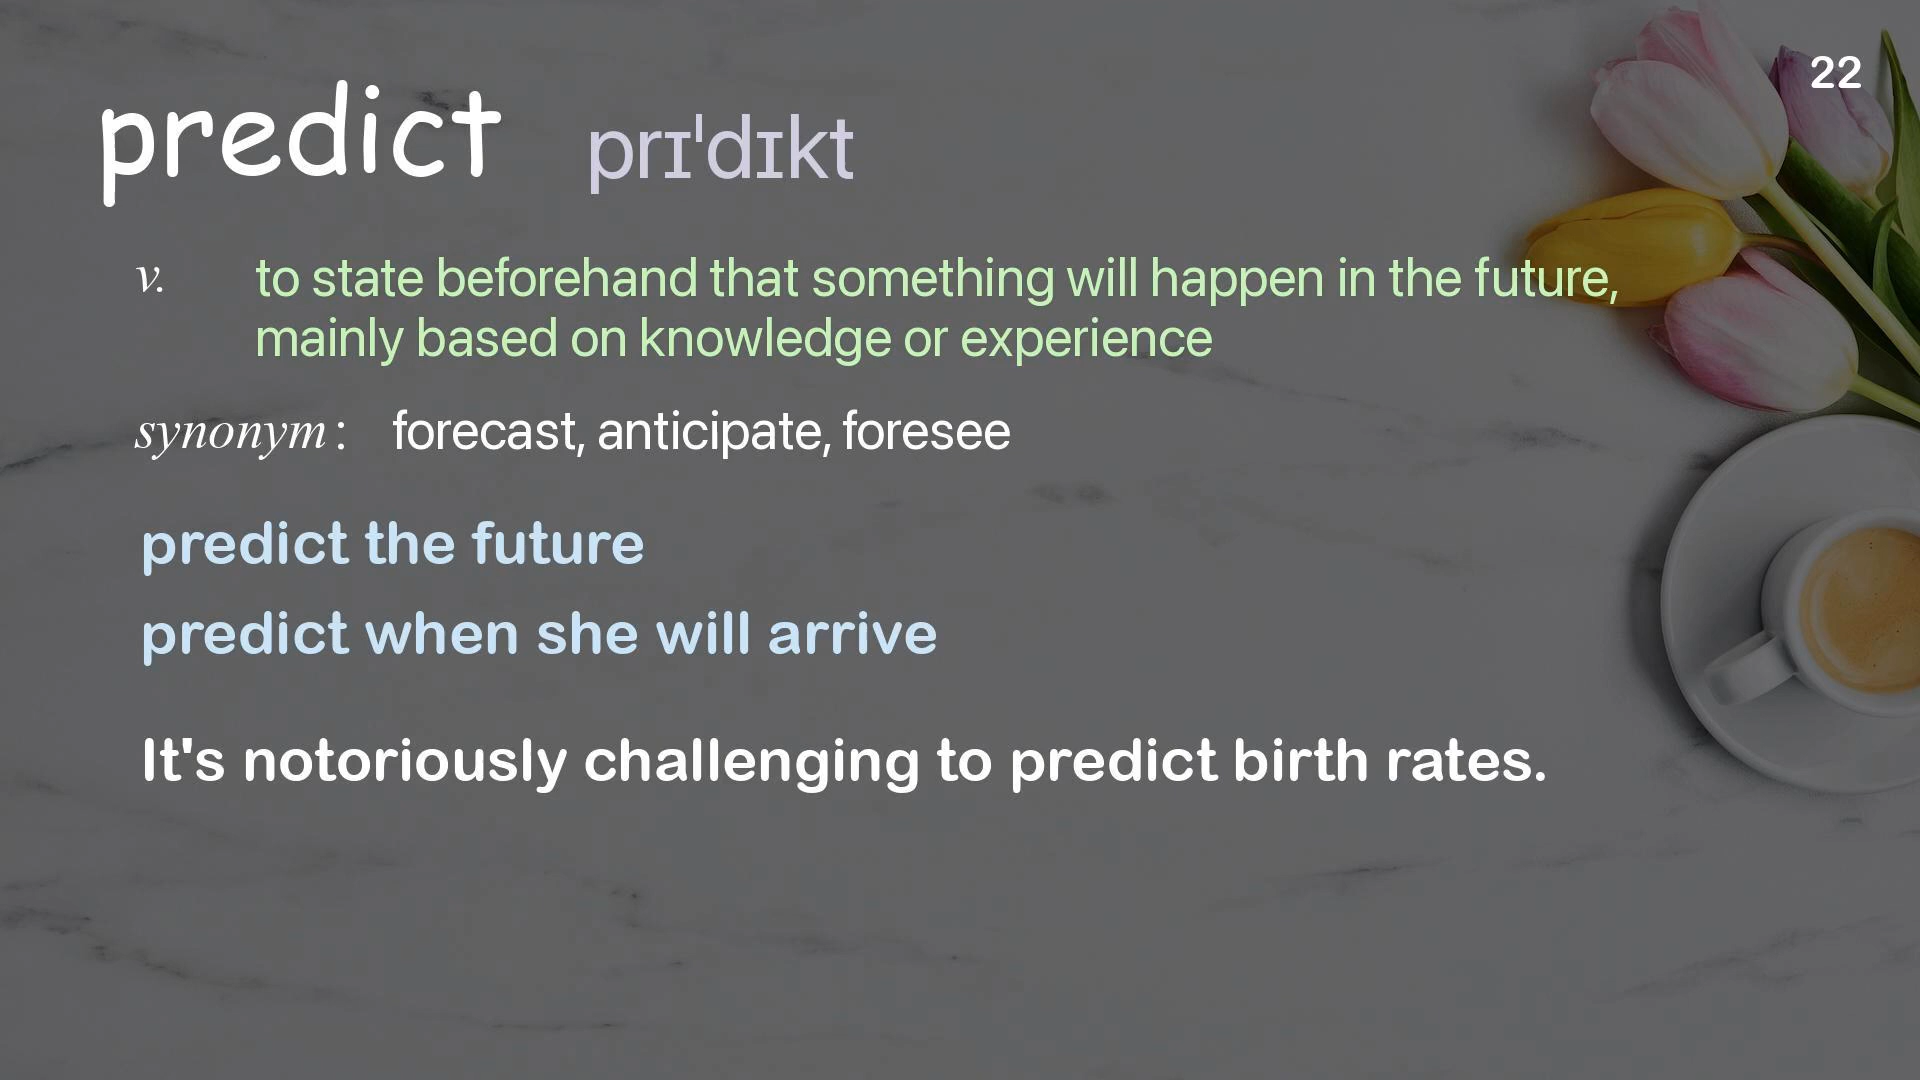 22
predict prɪˈdɪkt
v. to state beforehand that something will happen in the future,
mainly based on knowledge or experience
synonym: forecast, anticipate, foresee
predict the future
predict when she will arrive
It's notoriously challenging to predict birth rates.